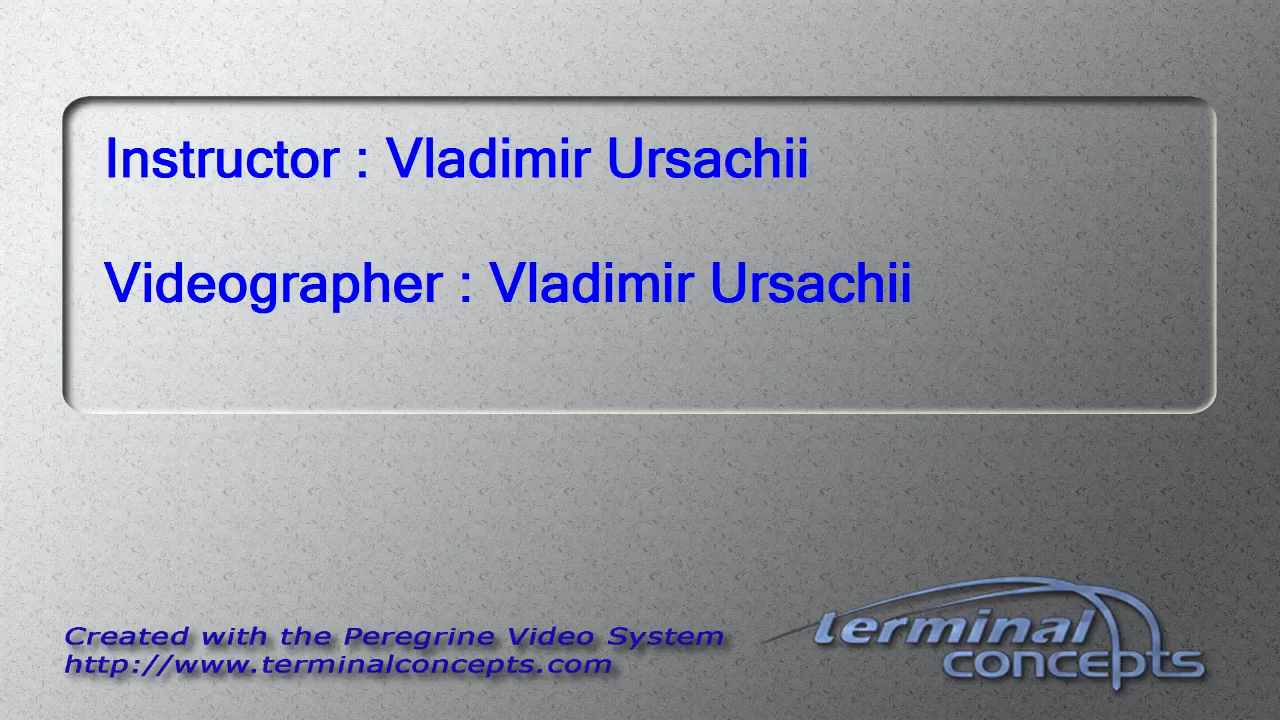 Instructor : Vladimir Ursachii
Videographer : Vladimir Ursachii
Created with the Peregrine Video System
http://www.terminalconcepts.com
terminal
concepts